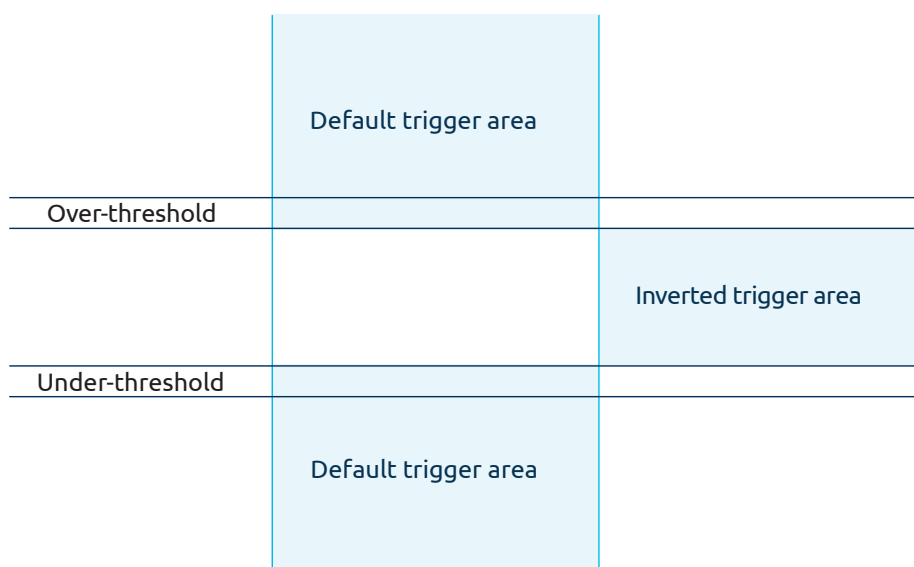 Default trigger area
Over-threshold
Inverted trigger area
Under-threshold
Default trigger area